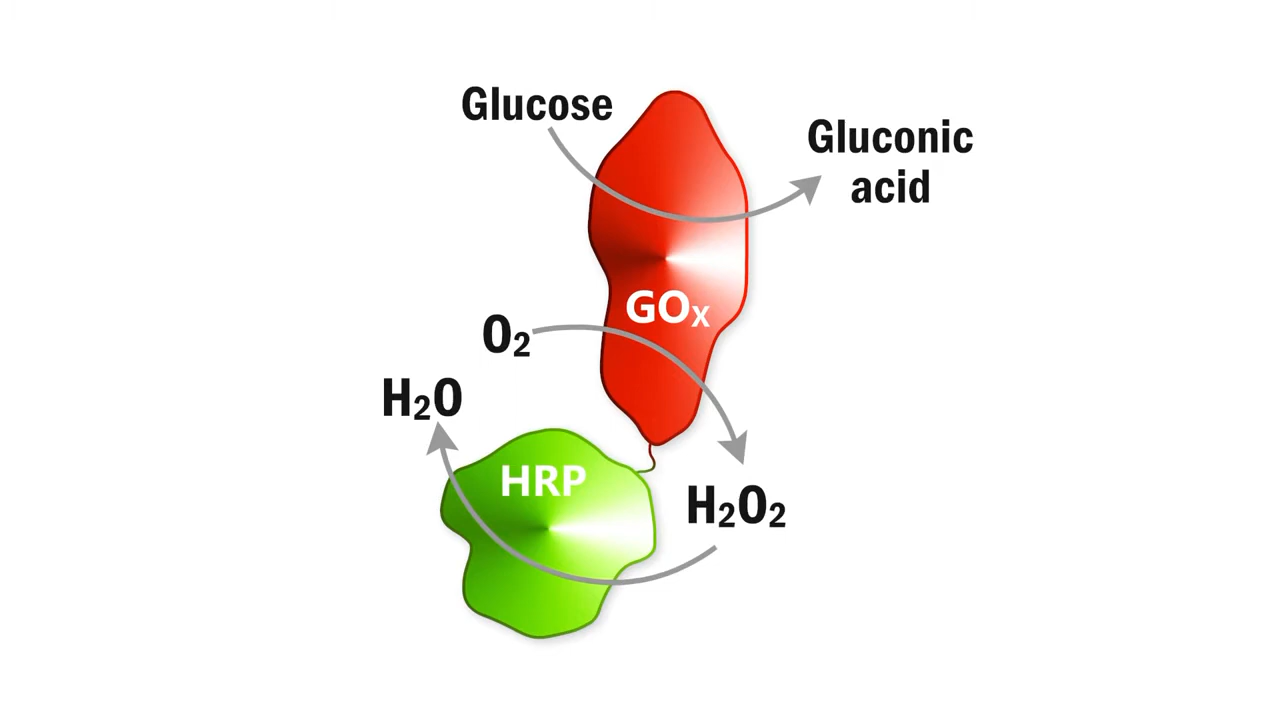 Glucose
Gluconic
acid
GOx
O₂
H₂O
HRP
H₂O₂